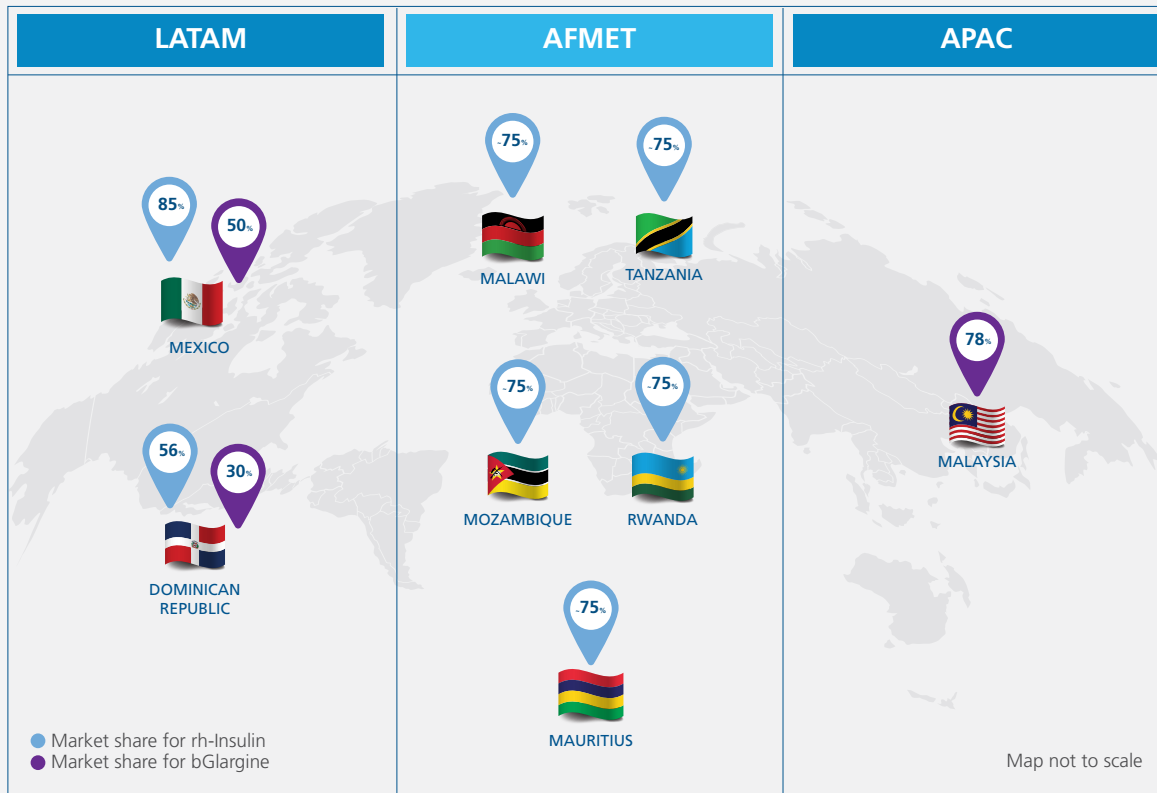 LATAM
AFMET
APAC
85%
50%
MEXICO
56%
30%
DOMINICAN
REPUBLIC
~75%
MALAWI
~75%
TANZANIA
~75%
MOZAMBIQUE
~75%
RWANDA
~75%
MAURITIUS
78%
MALAYSIA
Market share for rh-Insulin
Market share for bGlargine
Map not to scale